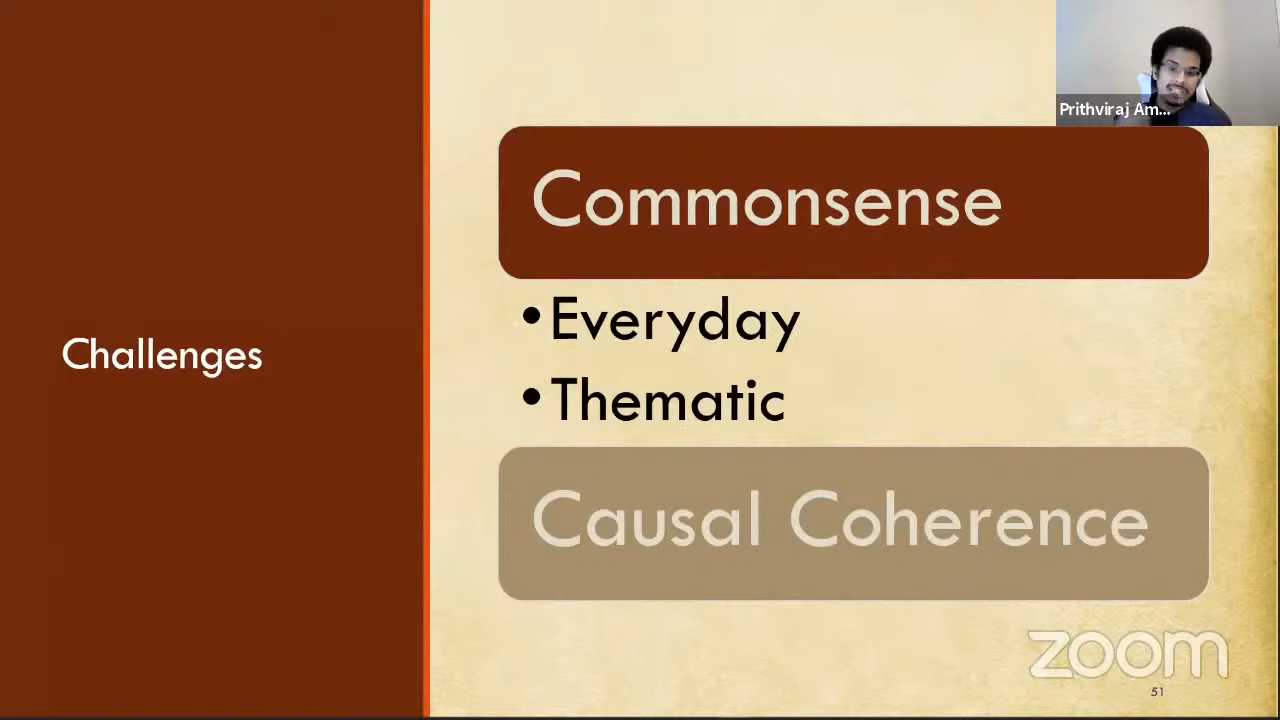 Challenges
Commonsense
•Everyday
•Thematic
Causal Coherence
Prithviraj Am...
zoom
51